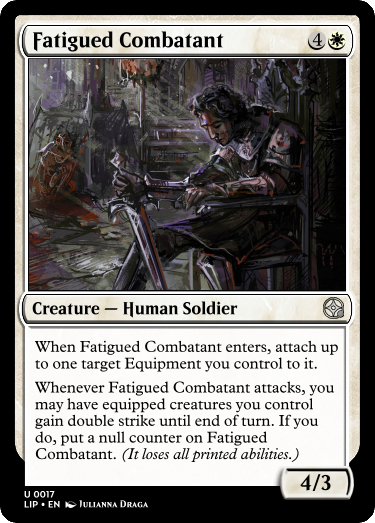 Fatigued Combatant 4
Creature — Human Soldier
When Fatigued Combatant enters, attach up
to one target Equipment you control to it.
Whenever Fatigued Combatant attacks, you
may have equipped creatures you control
gain double strike until end of turn. If you
do, put a null counter on Fatigued
Combatant. (It loses all printed abilities.)
4/3
U 0017
LIP • EN Julianna Draga